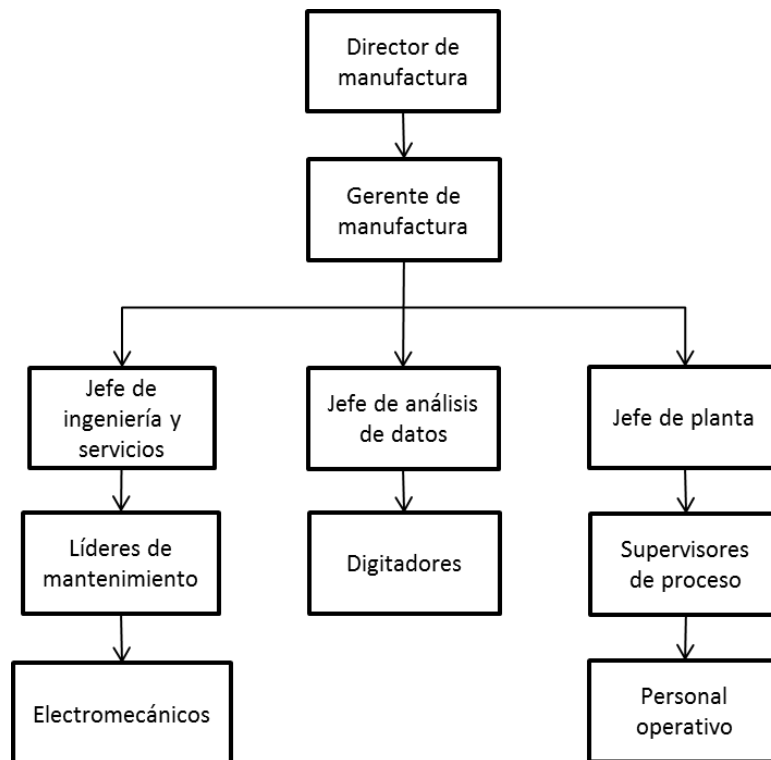 Director de
manufactura
Gerente de
manufactura
Jefe de
ingeniería y
servicios
Jefe de análisis
de datos
Jefe de planta
Líderes de
mantenimiento
Digitadores
Supervisores
de proceso
Electromecánicos
Personal
operativo